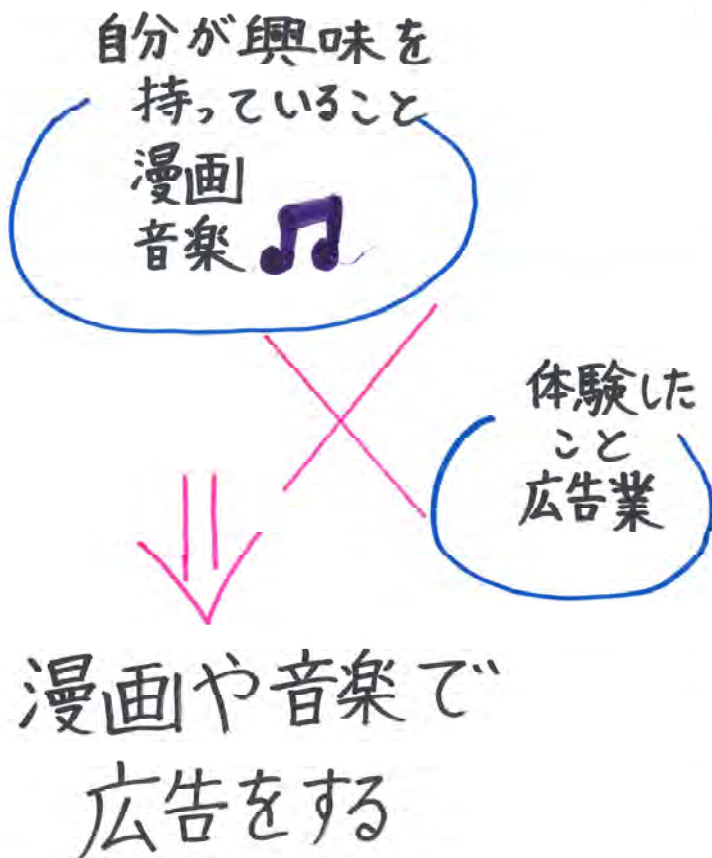 自分が興味を
持っていること
漫画
音楽
体験した
こと
広告業
漫画や音楽で
広告をする